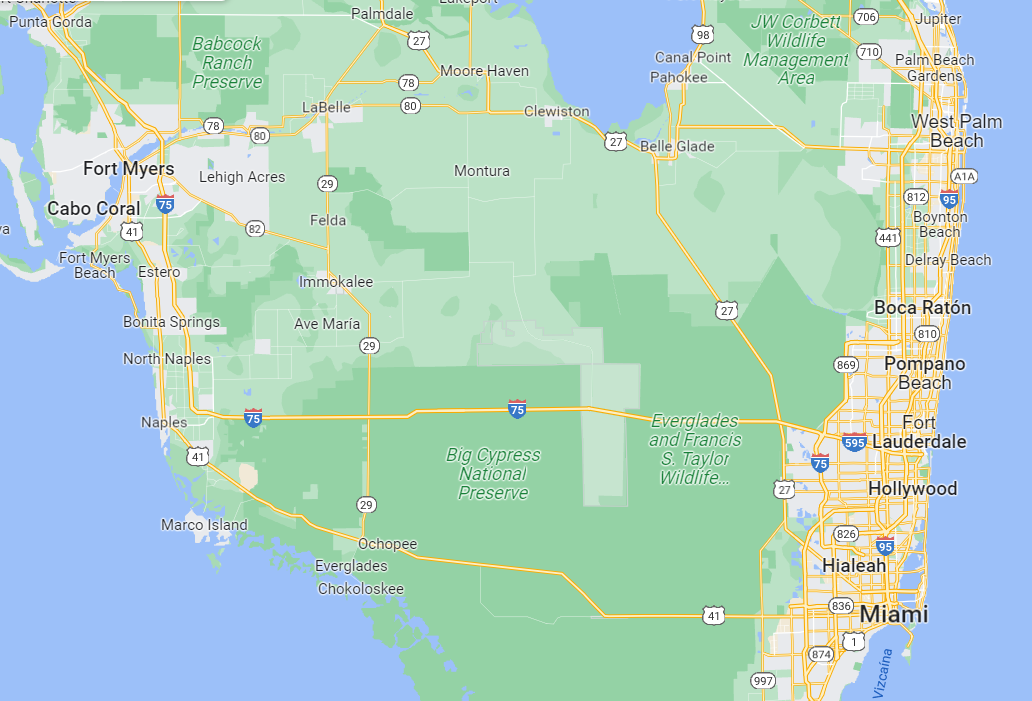 Palmdale
Punta Gorda
706
Jupiter
27
98
JW Corbett
Wildlife
Management
Area
Babcock
Ranch
Preserve
710
Canal Point
Palm Beach
Gardens
Moore Haven
Pahokee
78
80
LaBelle
Clewiston
78
80
27
Belle Glade
West Palm
Beach
Fort Myers
Lehigh Acres
Montura
29
A1A
75
812
95
Cabo Coral
Boynton
Beach
41
82
Felda
441
Fort Myers
Beach
Estero
Delray Beach
Immokalee
27
Boca Ratón
Bonita Springs
Ave María
810
29
North Naples
869
Pompano
Beach
75
75
Naples
Everglades
and Francis
S. Taylor
Wildlife...
Fort
Lauderdale
595
75
41
Big Cypress
National
Preserve
27
Hollywood
29
Marco Island
826
95
Ochopee
Everglades
Hialeah
Chokoloskee
836
Miami
41
1
874
997
Vizcaína